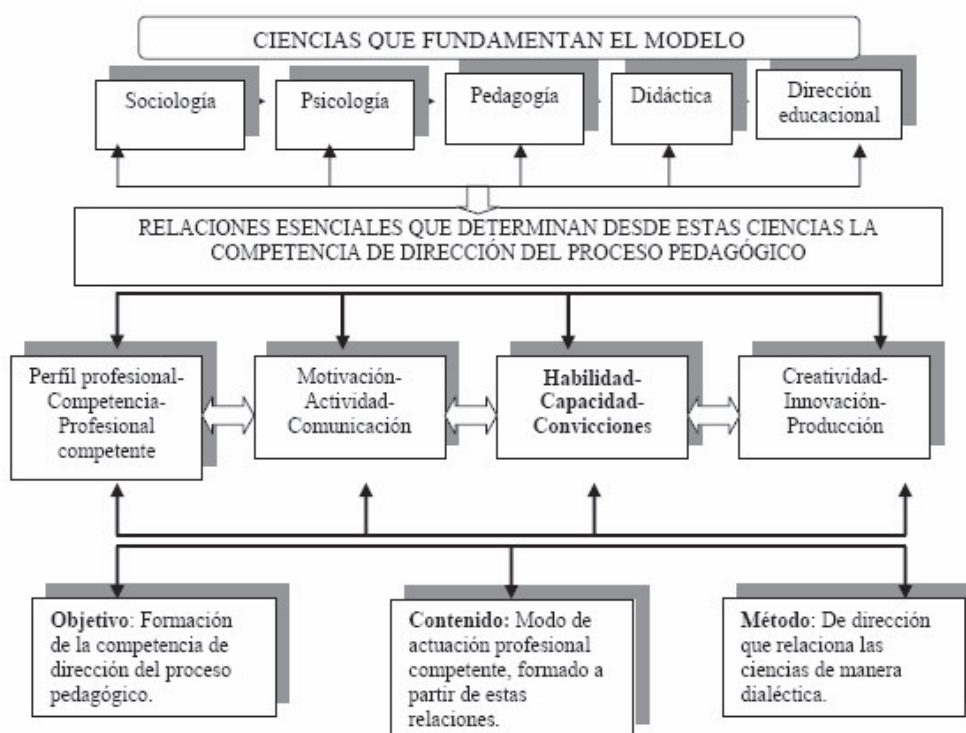 CIENCIAS QUE FUNDAMENTAN EL MODELO
Sociología
Psicología
Pedagogía
Didáctica
Dirección
educacional
RELACIONES ESENCIALES QUE DETERMINAN DESDE ESTAS CIENCIAS LA
COMPETENCIA DE DIRECCIÓN DEL PROCESO PEDAGÓGICO
Perfil profesional-
Competencia-
Profesional
competente
Motivación-
Actividad-
Comunicación
Habilidad-
Capacidad-
Convicciones
Creatividad-
Innovación-
Producción
Objetivo: Formación
de la competencia de
dirección del proceso
pedagógico.
Contenido: Modo de
actuación profesional
competente, formado a
partir de estas
relaciones.
Método: De dirección
que relaciona las
ciencias de manera
dialéctica.